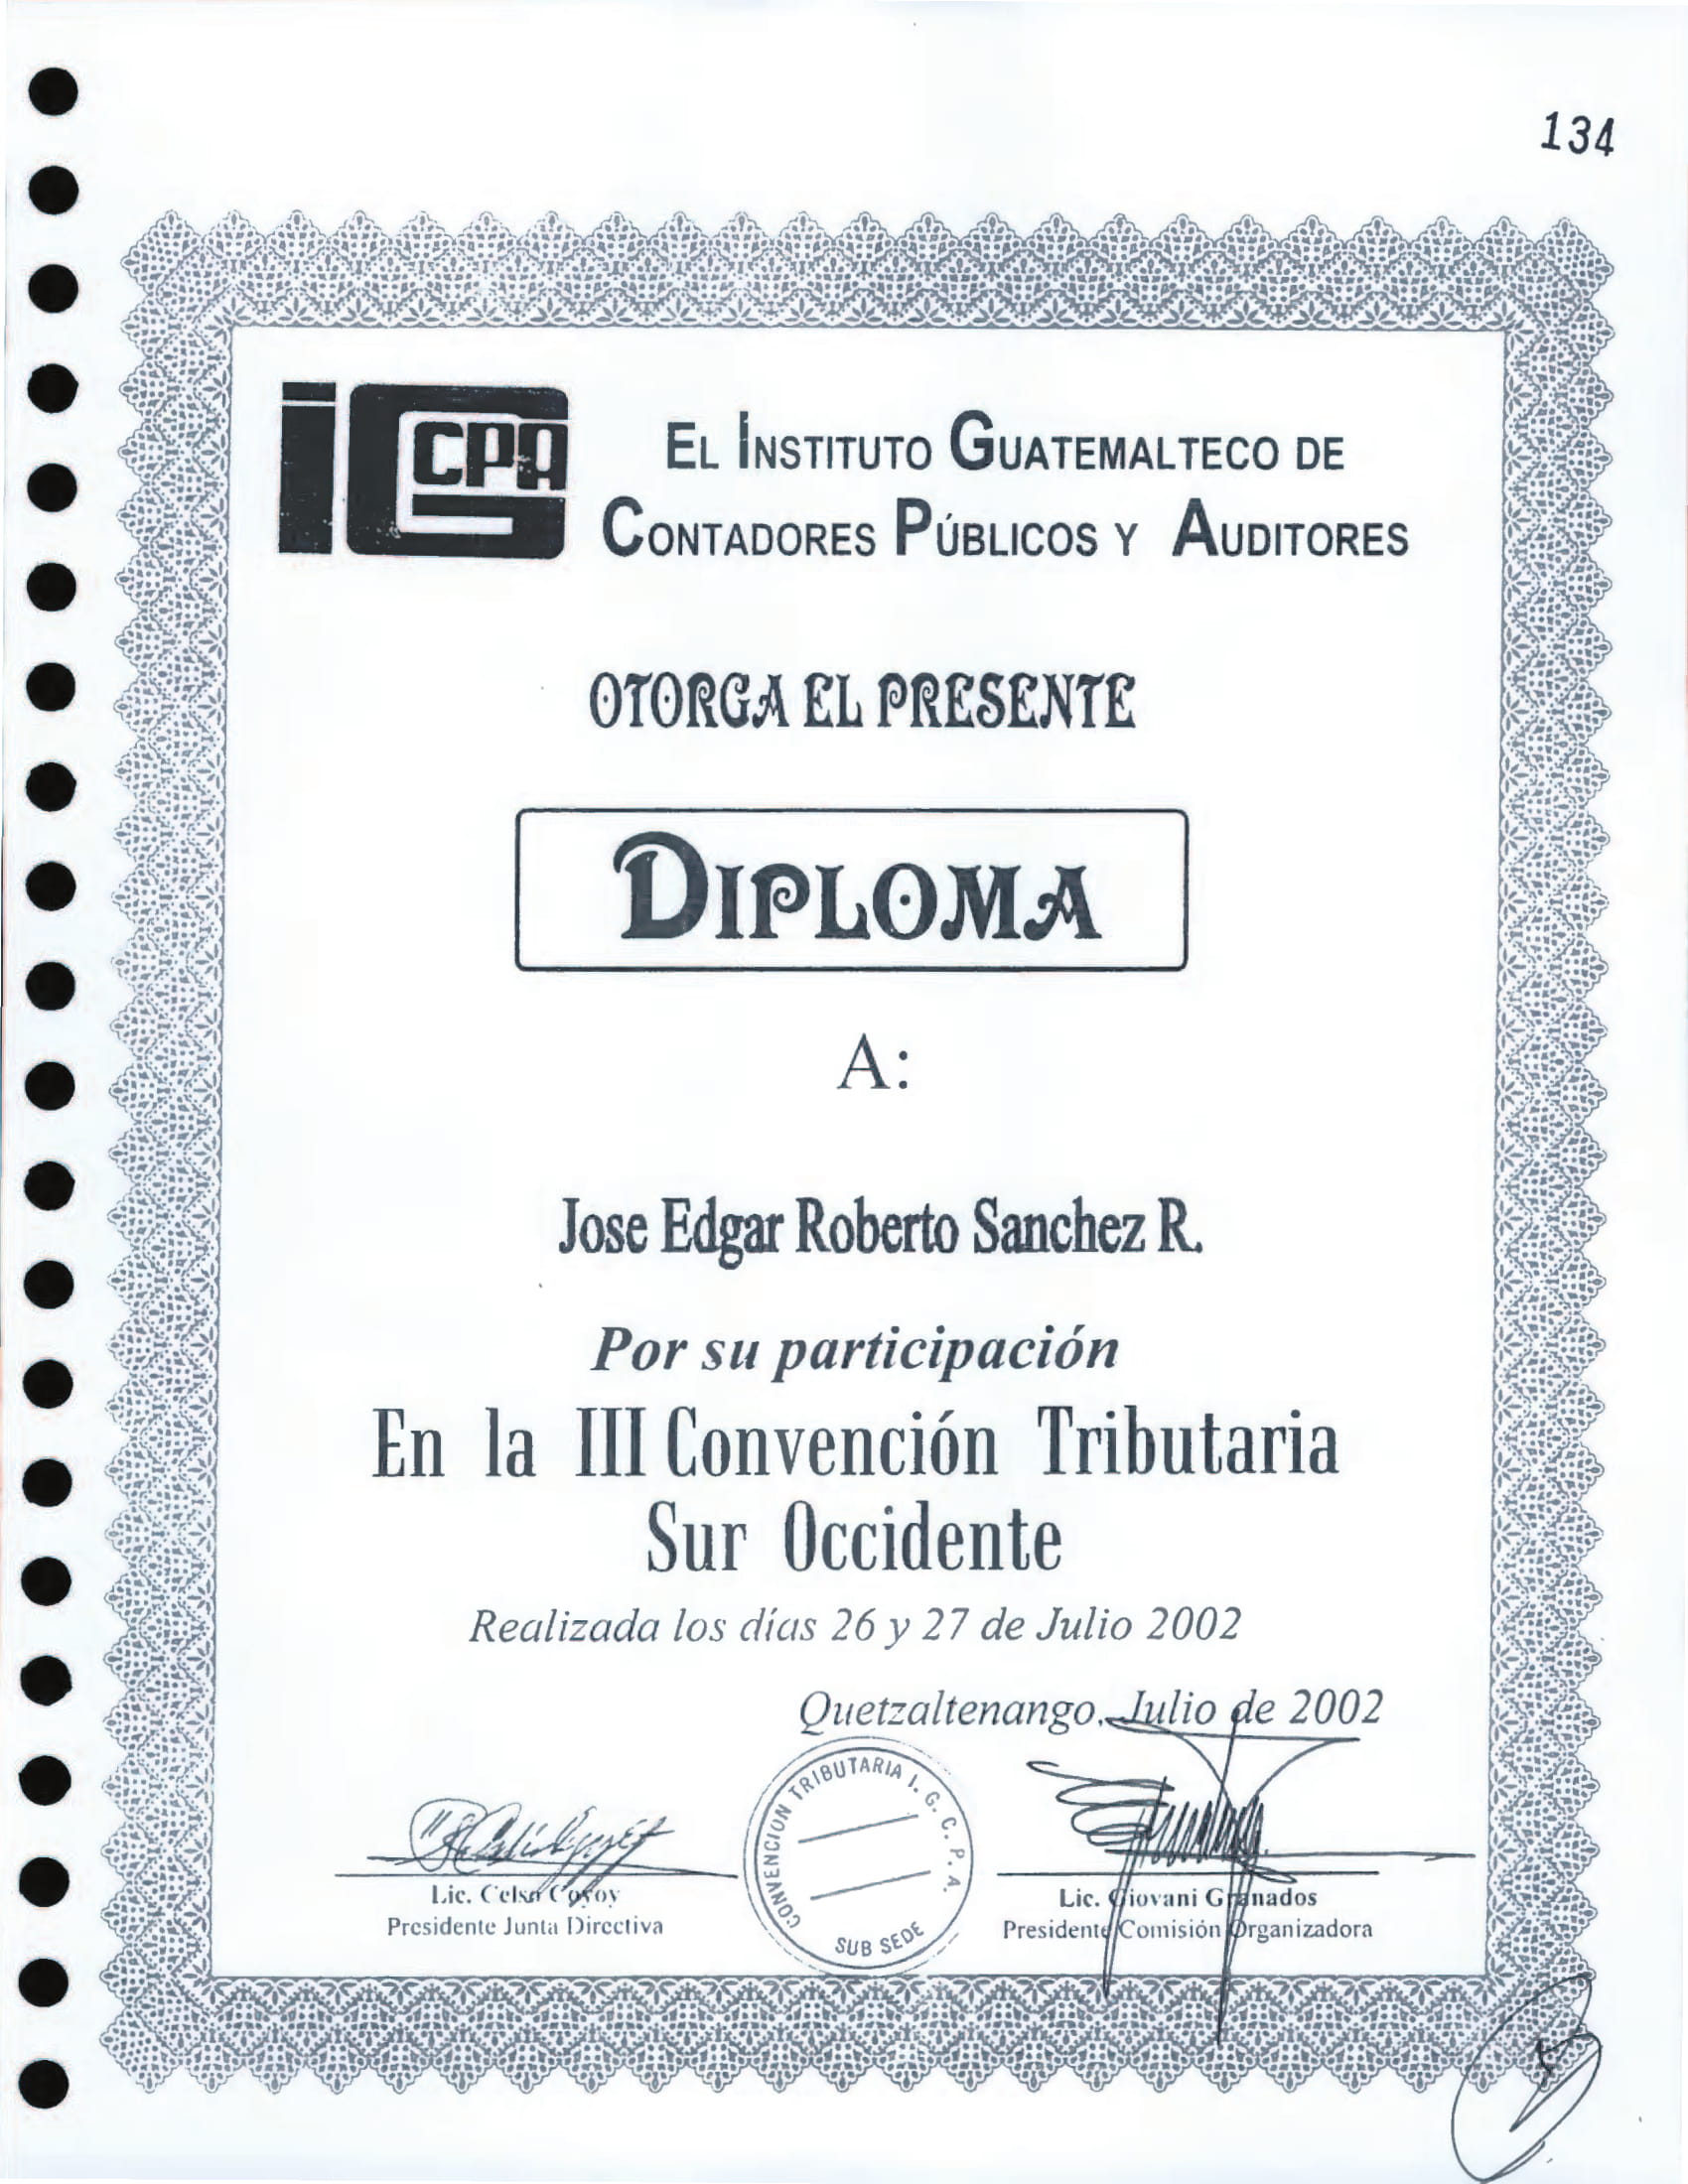 134
iG CPA
EL INSTITUTO GUATEMALTECO DE
CONTADORES PÚBLICOS Y AUDITORES
OTORGA EL PRESENTE
DIPLOMA
A:
Jose Edgar Roberto Sanchez R.
Por su participación
En la III Convención Tributaria
Sur Occidente
Realizada los días 26 y 27 de Julio 2002
Quetzaltenango, Julio de 2002
CONVENCION TRIBUTARIA I. G. C. P. A.
SUB SEDE
Lic. Celso
Presidente Junta Directiva
Lic. Giovani Granados
Presidente Comisión Organizadora